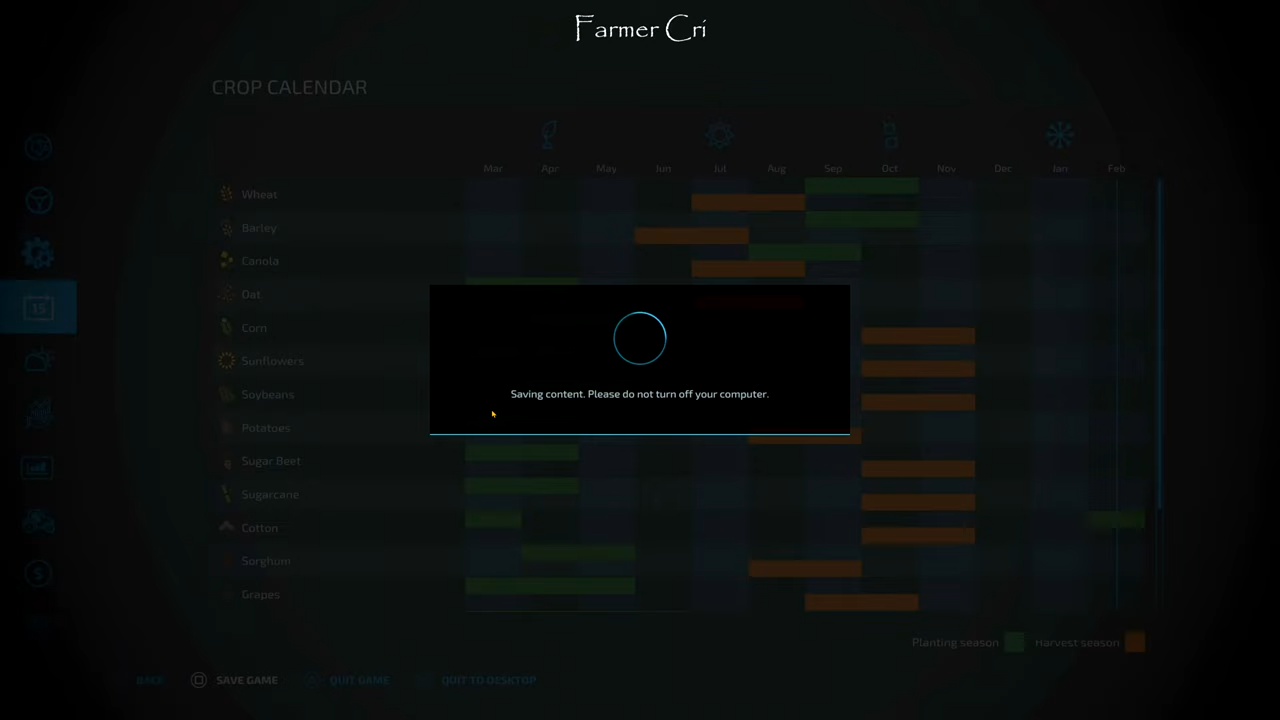 Farmer Cri
CROP CALENDAR
Mar Apr May Jun Jul Aug Sep Oct Nov Dec Jan Feb
Wheat
Barley
Canola
Oat
Corn
Sunflowers
Soybeans
Potatoes
Sugar Beet
Sugarcane
Cotton
Sorghum
Grapes
15
$
Saving content. Please do not turn off your computer.
Planting season Harvest season
BACK SAVE GAME QUIT GAME QUIT TO DESKTOP